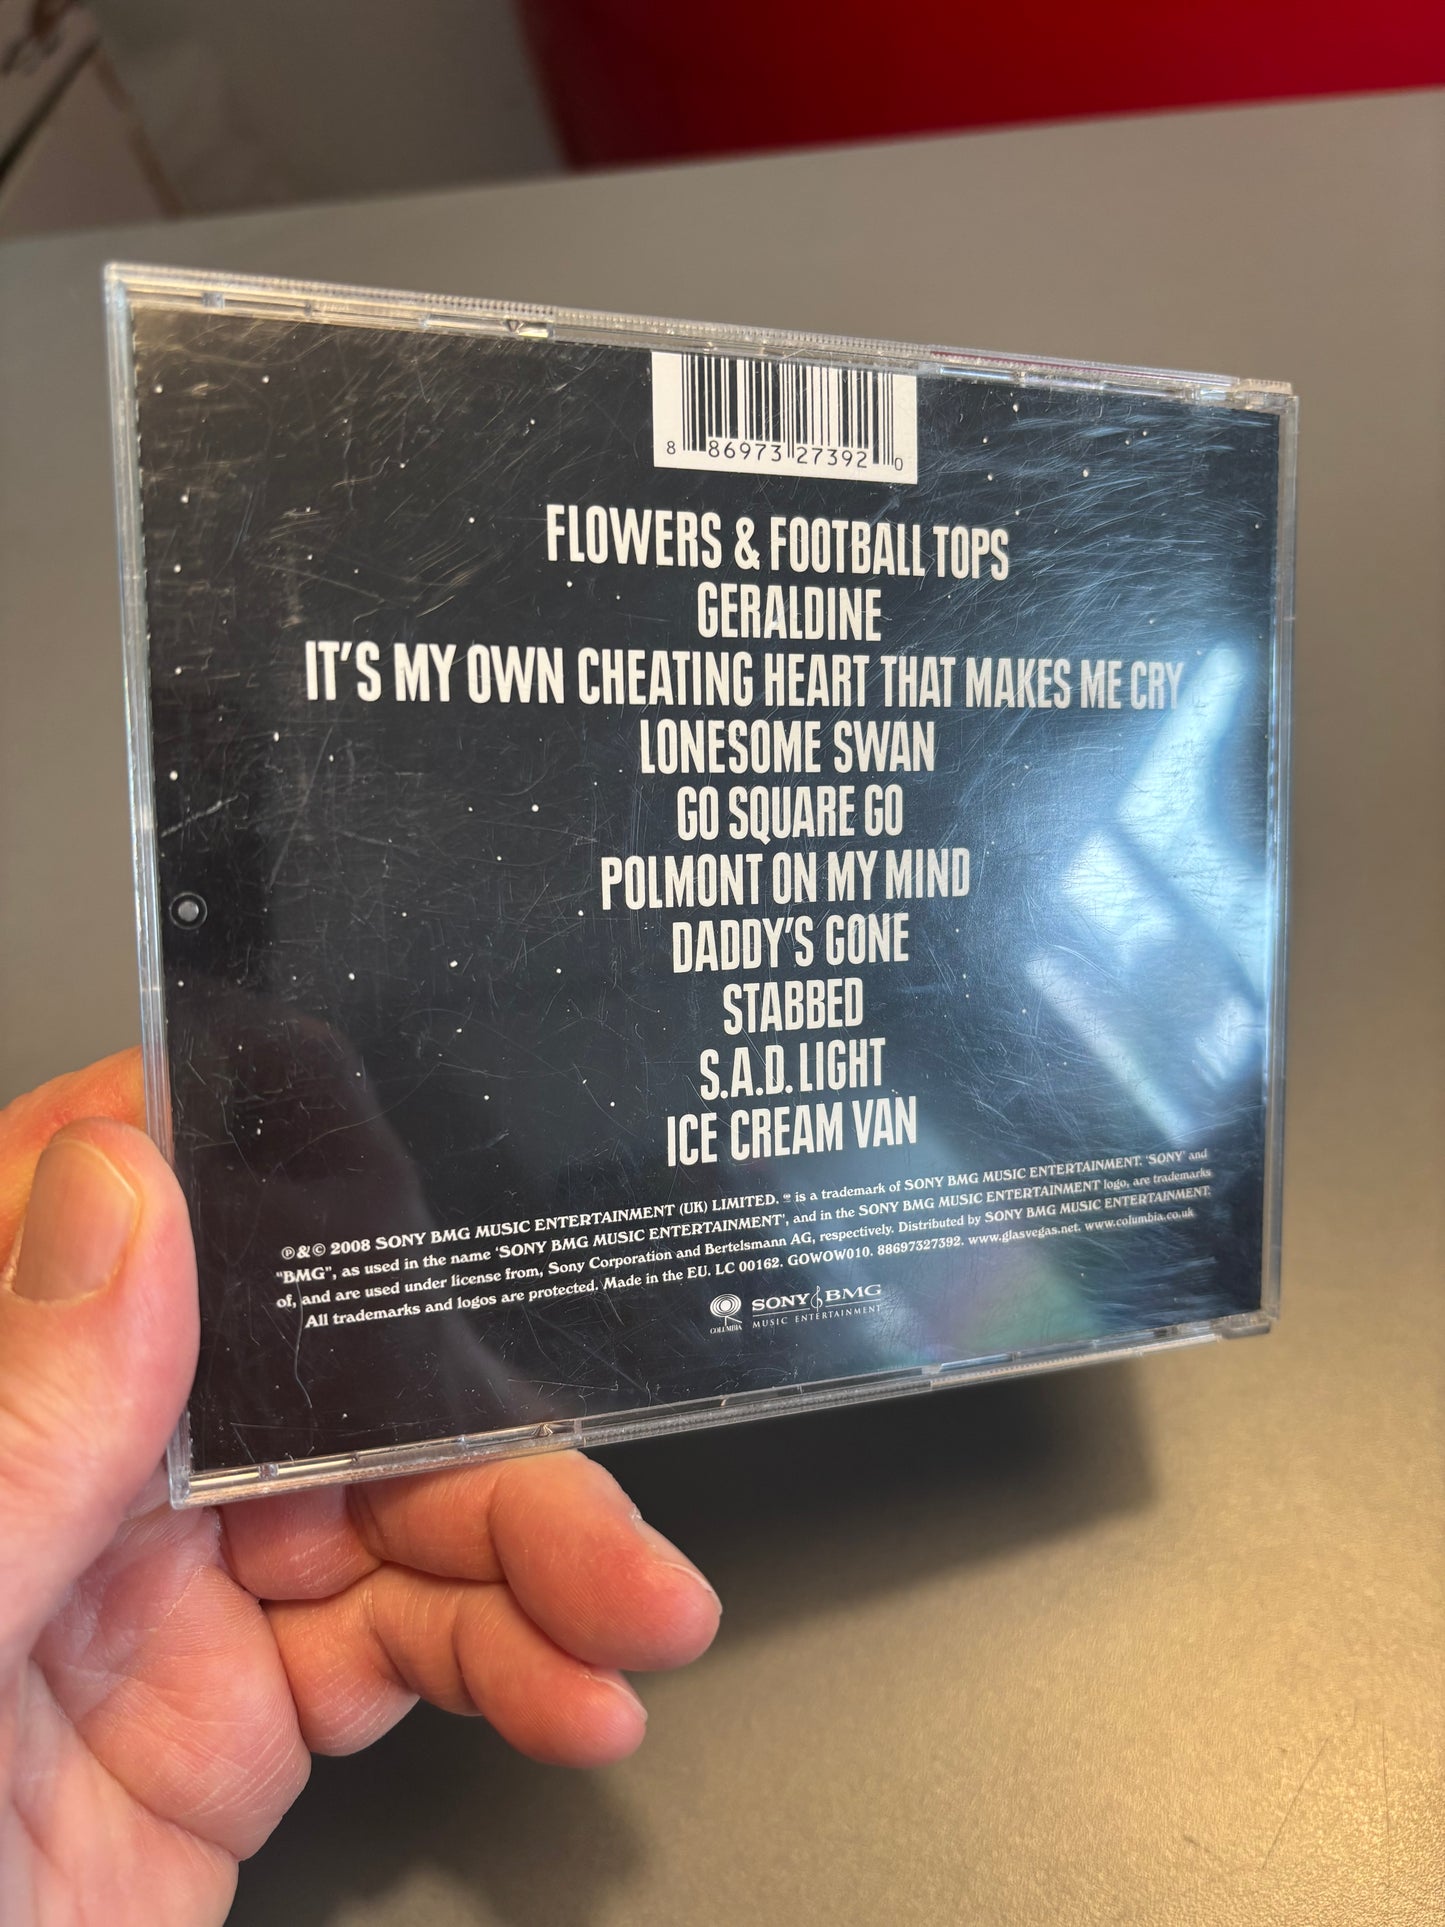 8 86973 27392 0
FLOWERS & FOOTBALL TOPS
GERALDINE
IT'S MY OWN CHEATING HEART THAT MAKES ME CRY
LONESOME SWAN
GO SQUARE GO
POLMONT ON MY MIND
DADDY'S GONE
STABBED
S.A.D. LIGHT
ICE CREAM VAN
℗&© 2008 SONY BMG MUSIC ENTERTAINMENT (UK) LIMITED. is a trademark of SONY BMG MUSIC ENTERTAINMENT. 'SONY' and
"BMG", as used in the name 'SONY BMG MUSIC ENTERTAINMENT', and in the SONY BMG MUSIC ENTERTAINMENT logo, are trademarks
of, and are used under license from, Sony Corporation and Bertelsmann AG, respectively. Distributed by SONY BMG MUSIC ENTERTAINMENT.
All trademarks and logos are protected. Made in the EU. LC 00162. GOWOW010. 88697327392. www.glasvegas.net. www.columbia.co.uk
COLUMBIA
SONY BMG
MUSIC ENTERTAINMENT